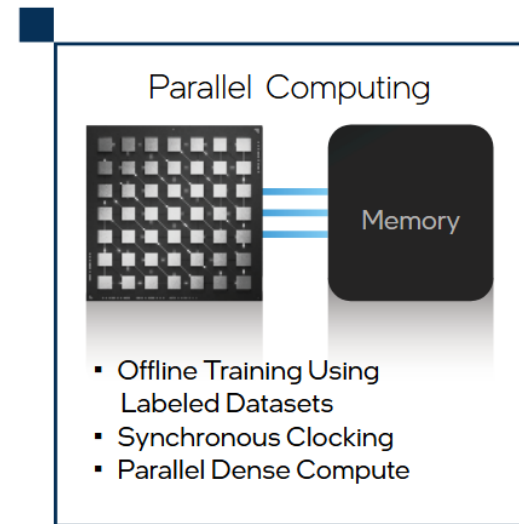 Parallel Computing
Memory
▪ Offline Training Using
Labeled Datasets
▪ Synchronous Clocking
▪ Parallel Dense Compute